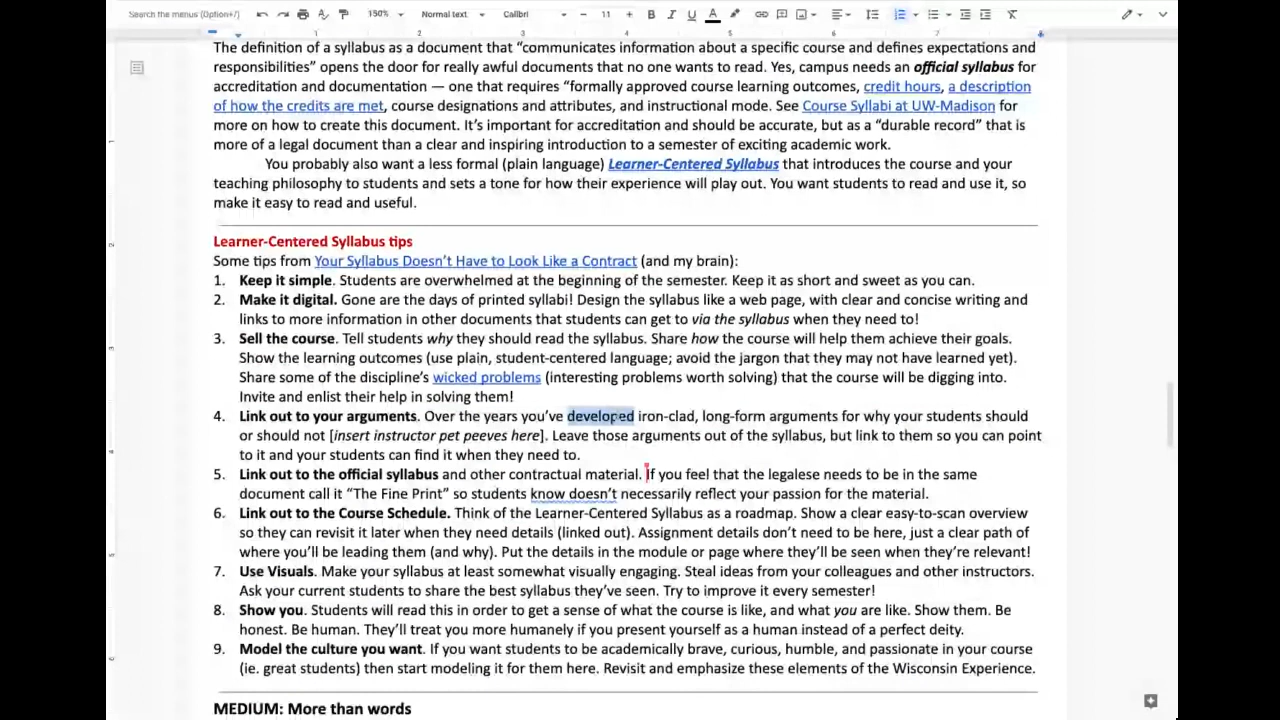 Search the menus (Option+/)
150%
Normal text
Calibri
11
B I U A
1 2 3 4 5 6 7
The definition of a syllabus as a document that “communicates information about a specific course and defines expectations and
responsibilities” opens the door for really awful documents that no one wants to read. Yes, campus needs an official syllabus for
accreditation and documentation — one that requires “formally approved course learning outcomes, credit hours, a description
of how the credits are met, course designations and attributes, and instructional mode. See Course Syllabi at UW-Madison for
more on how to create this document. It’s important for accreditation and should be accurate, but as a “durable record” that is
more of a legal document than a clear and inspiring introduction to a semester of exciting academic work.
You probably also want a less formal (plain language) Learner-Centered Syllabus that introduces the course and your
teaching philosophy to students and sets a tone for how their experience will play out. You want students to read and use it, so
make it easy to read and useful.
Learner-Centered Syllabus tips
Some tips from Your Syllabus Doesn’t Have to Look Like a Contract (and my brain):
1. Keep it simple. Students are overwhelmed at the beginning of the semester. Keep it as short and sweet as you can.
2. Make it digital. Gone are the days of printed syllabi! Design the syllabus like a web page, with clear and concise writing and
links to more information in other documents that students can get to via the syllabus when they need to!
3. Sell the course. Tell students why they should read the syllabus. Share how the course will help them achieve their goals.
Show the learning outcomes (use plain, student-centered language; avoid the jargon that they may not have learned yet).
Share some of the discipline’s wicked problems (interesting problems worth solving) that the course will be digging into.
Invite and enlist their help in solving them!
4. Link out to your arguments. Over the years you’ve developed iron-clad, long-form arguments for why your students should
or should not [insert instructor pet peeves here]. Leave those arguments out of the syllabus, but link to them so you can point
to it and your students can find it when they need to.
5. Link out to the official syllabus and other contractual material. If you feel that the legalese needs to be in the same
document call it “The Fine Print” so students know doesn’t necessarily reflect your passion for the material.
6. Link out to the Course Schedule. Think of the Learner-Centered Syllabus as a roadmap. Show a clear easy-to-scan overview
so they can revisit it later when they need details (linked out). Assignment details don’t need to be here, just a clear path of
where you’ll be leading them (and why). Put the details in the module or page where they’ll be seen when they’re relevant!
7. Use Visuals. Make your syllabus at least somewhat visually engaging. Steal ideas from your colleagues and other instructors.
Ask your current students to share the best syllabus they’ve seen. Try to improve it every semester!
8. Show you. Students will read this in order to get a sense of what the course is like, and what you are like. Show them. Be
honest. Be human. They’ll treat you more humanely if you present yourself as a human instead of a perfect deity.
9. Model the culture you want. If you want students to be academically brave, curious, humble, and passionate in your course
(ie. great students) then start modeling it for them here. Revisit and emphasize these elements of the Wisconsin Experience.
MEDIUM: More than words